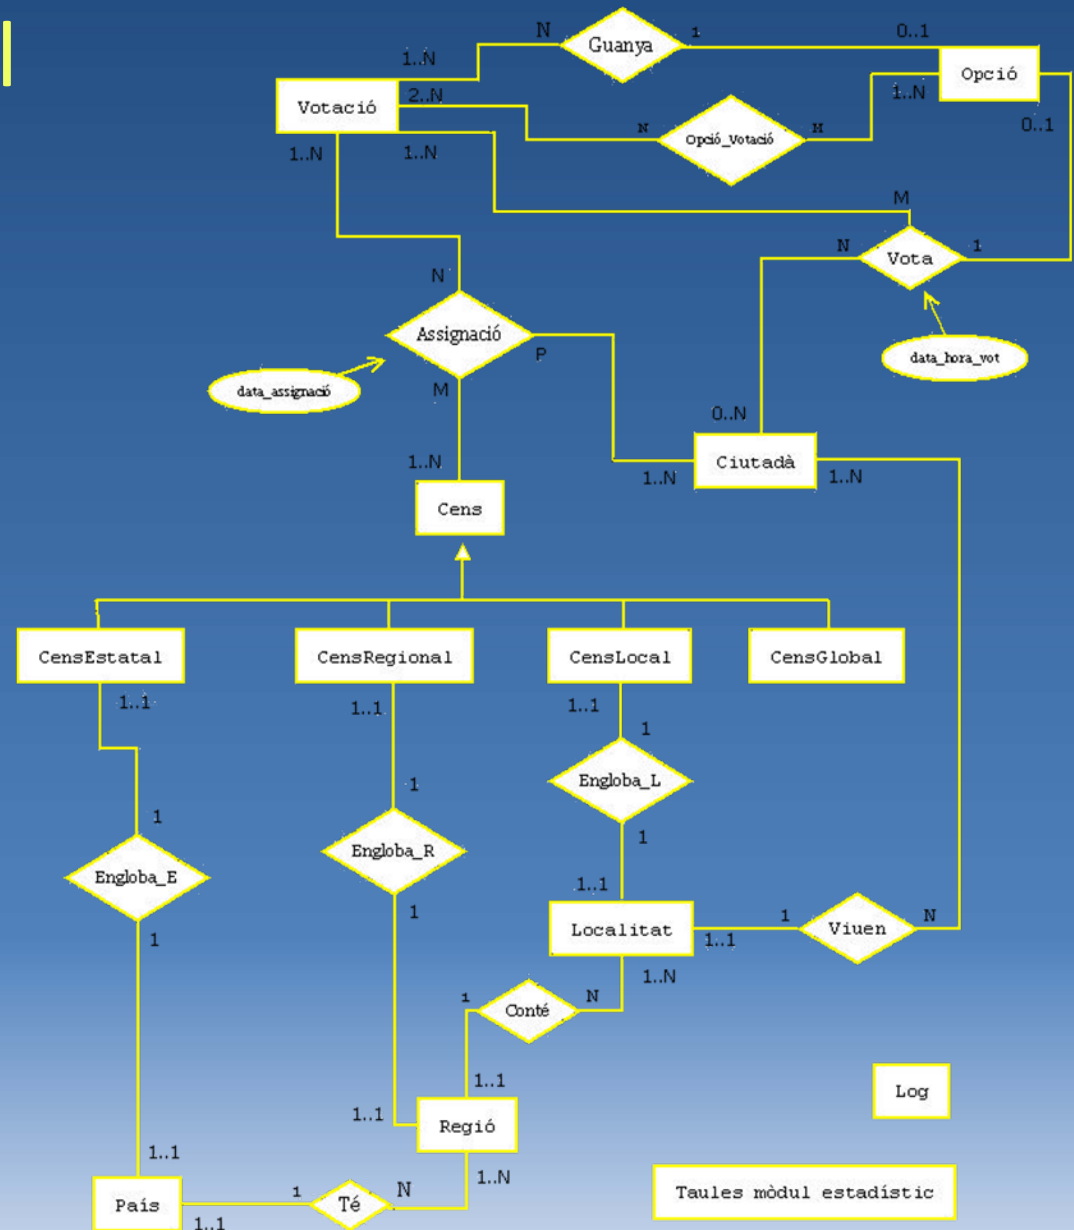 N
Guanya
1
0..1
1..N
Opció
Votació
2..N
1..N
N
Opció_Votació
M
0..1
1..N
1..N
M
N
Vota
1
N
Assignació
P
data_hora_vot
data_assignació
M
0..N
1..N
Ciutadà
1..N
1..N
Cens
CensEstatal
CensRegional
CensLocal
CensGlobal
1..1
1..1
1..1
1
1
Engloba_L
1
1
Engloba_R
Engloba_E
1..1
1
1
Localitat
1..1
1
Viuen
N
1..N
1
Conté
N
1..1
Log
1..1
Regió
1..1
1..N
Taules mòdul estadístic
País
1
Té
N
1..1